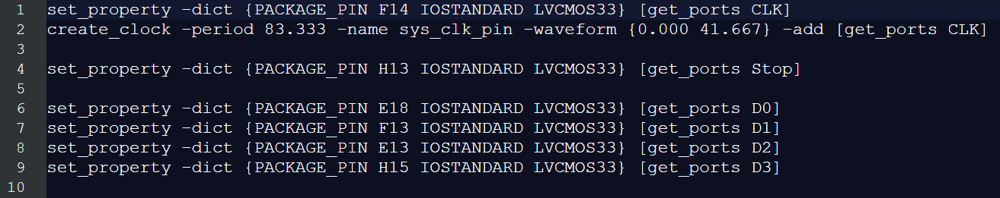 1 set_property -dict {PACKAGE_PIN F14 IOSTANDARD LVCMOS33} [get_ports CLK]
2 create_clock -period 83.333 -name sys_clk_pin -waveform {0.000 41.667} -add [get_ports CLK]
3
4 set_property -dict {PACKAGE_PIN H13 IOSTANDARD LVCMOS33} [get_ports Stop]
5
6 set_property -dict {PACKAGE_PIN E18 IOSTANDARD LVCMOS33} [get_ports D0]
7 set_property -dict {PACKAGE_PIN F13 IOSTANDARD LVCMOS33} [get_ports D1]
8 set_property -dict {PACKAGE_PIN E13 IOSTANDARD LVCMOS33} [get_ports D2]
9 set_property -dict {PACKAGE_PIN H15 IOSTANDARD LVCMOS33} [get_ports D3]
10